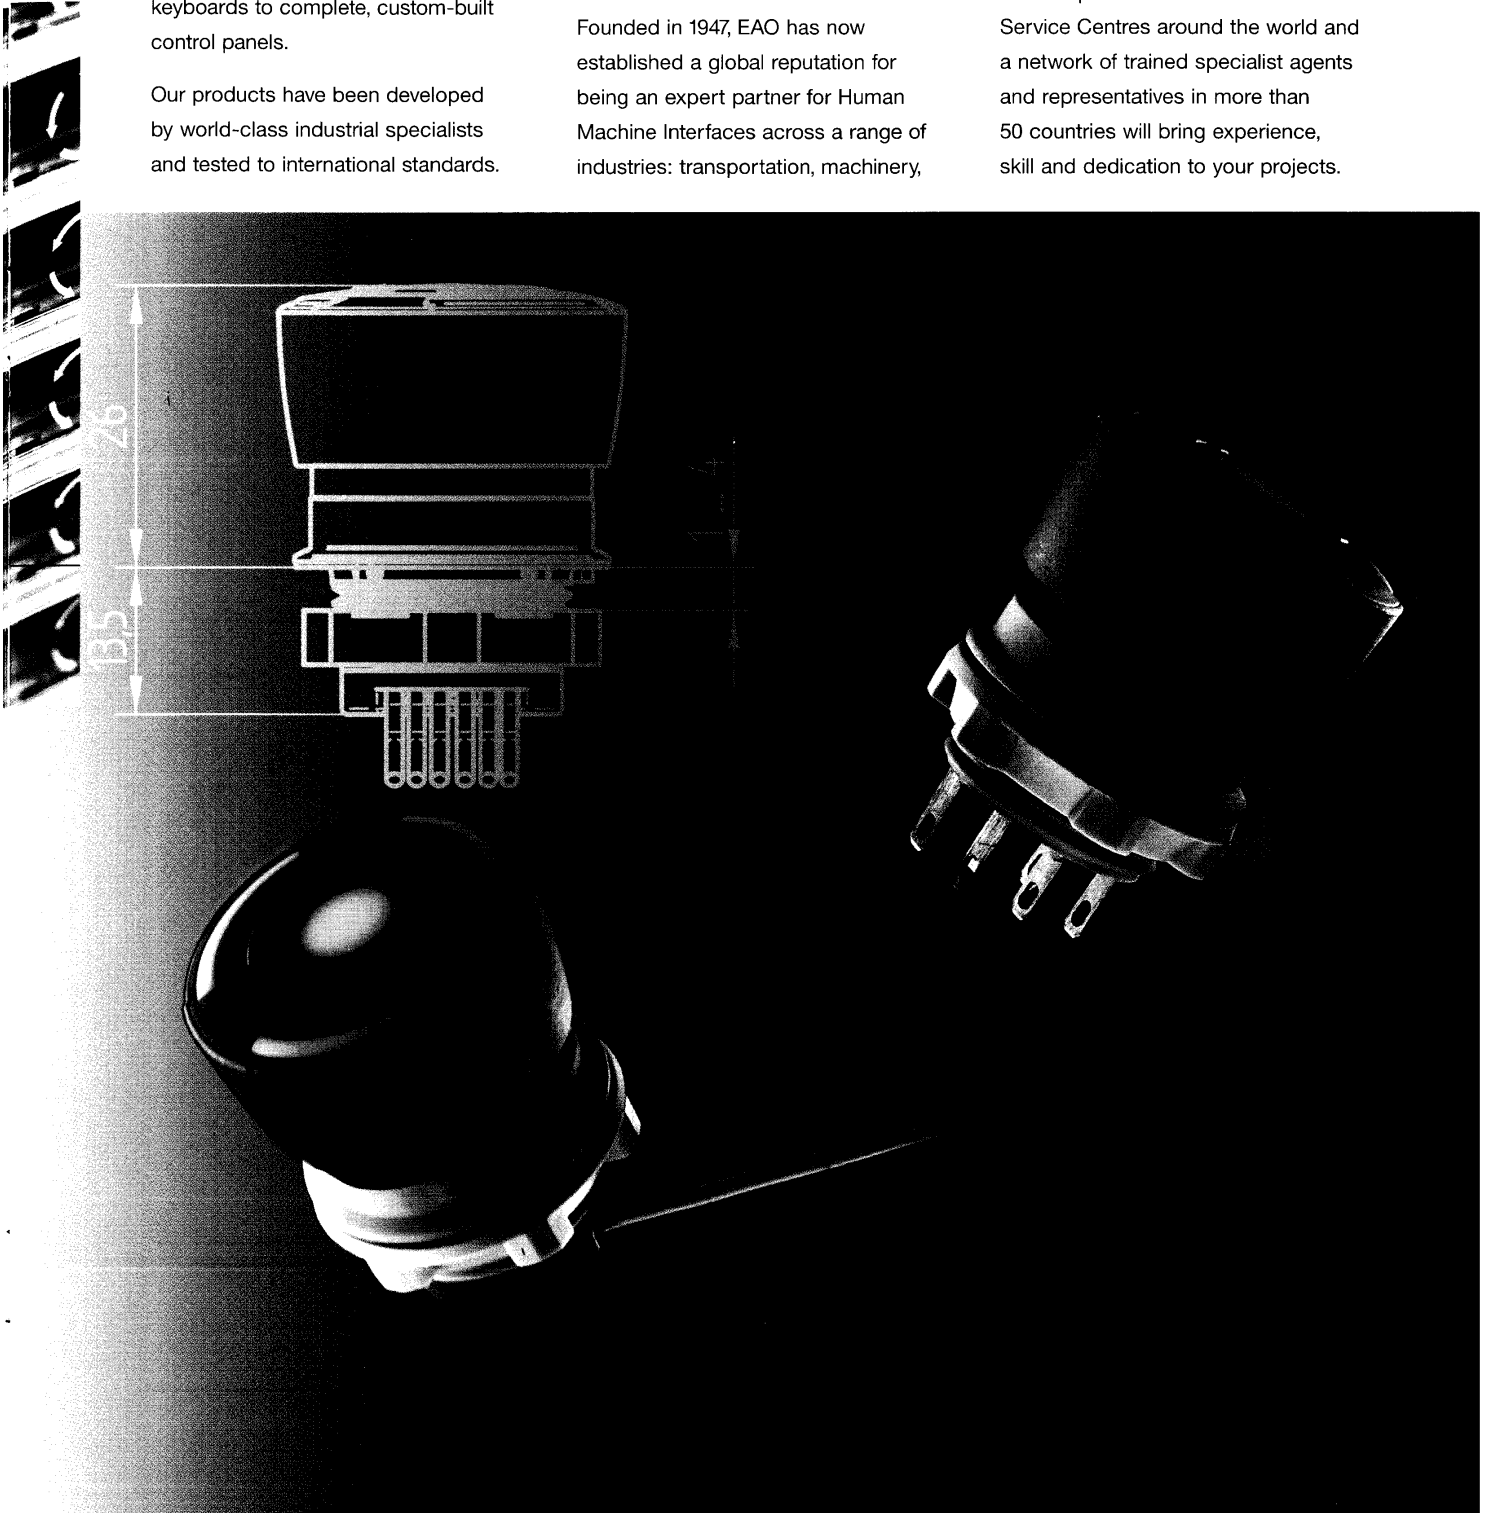 keyboards to complete, custom-built
control panels.
Our products have been developed
by world-class industrial specialists
and tested to international standards.
Founded in 1947, EAO has now
established a global reputation for
being an expert partner for Human
Machine Interfaces across a range of
industries: transportation, machinery,
Service Centres around the world and
a network of trained specialist agents
and representatives in more than
50 countries will bring experience,
skill and dedication to your projects.
26
13,5
1...4